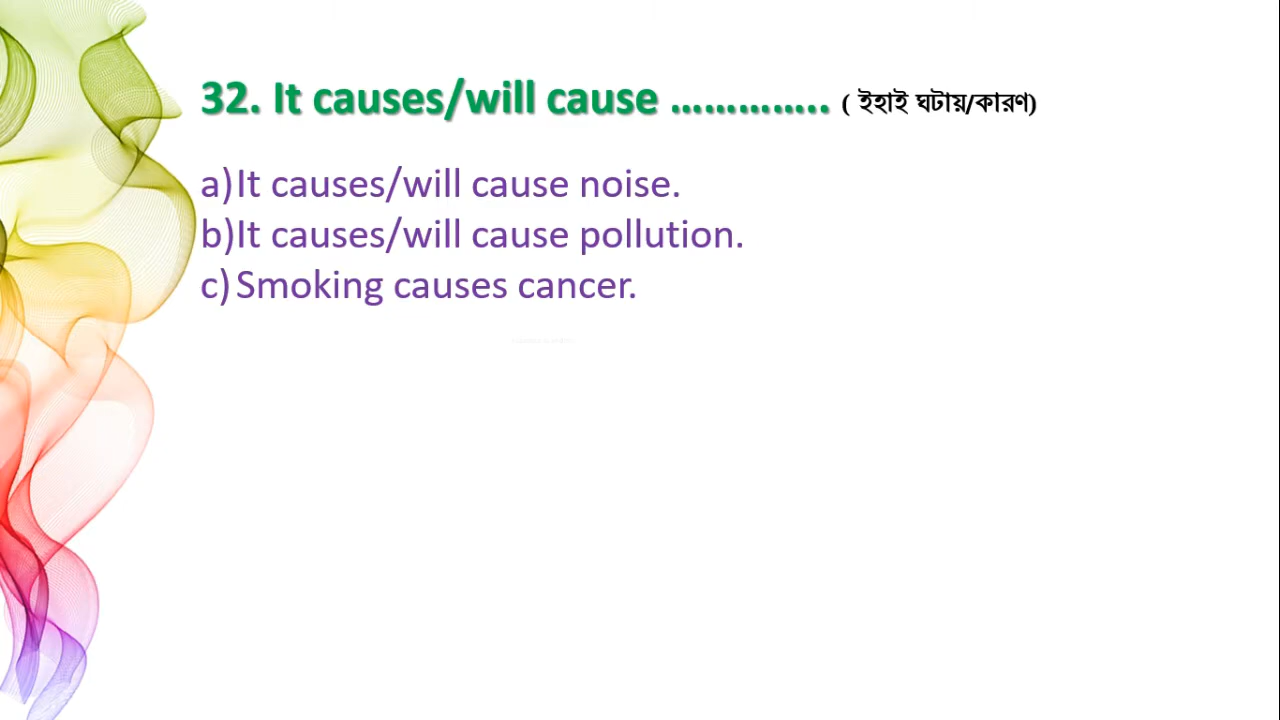 32. It causes/will cause ………….. ( ইহাই ঘটায়/কারণ)
a) It causes/will cause noise.
b) It causes/will cause pollution.
c) Smoking causes cancer.